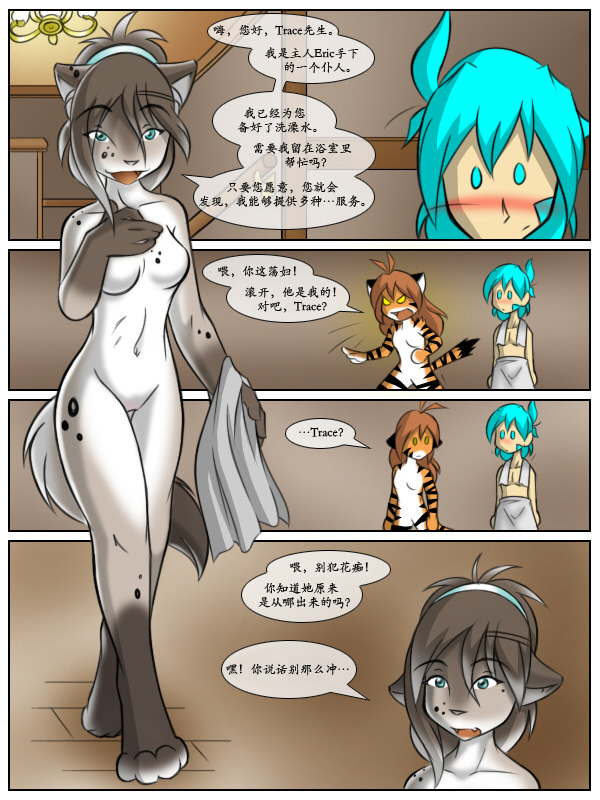 嗨，您好，Trace先生。
我是主人Eric手下
的一个仆人。
我已经为您
备好了洗澡水。
需要我留在浴室里
帮忙吗？
只要您愿意，您就会
发现，我能够提供多种…服务。
喂，你这荡妇！
滚开，他是我的！
对吧，Trace？
…Trace？
喂，别犯花痴！
你知道她原来
是从哪出来的吗？
嘿！你说话别那么冲…